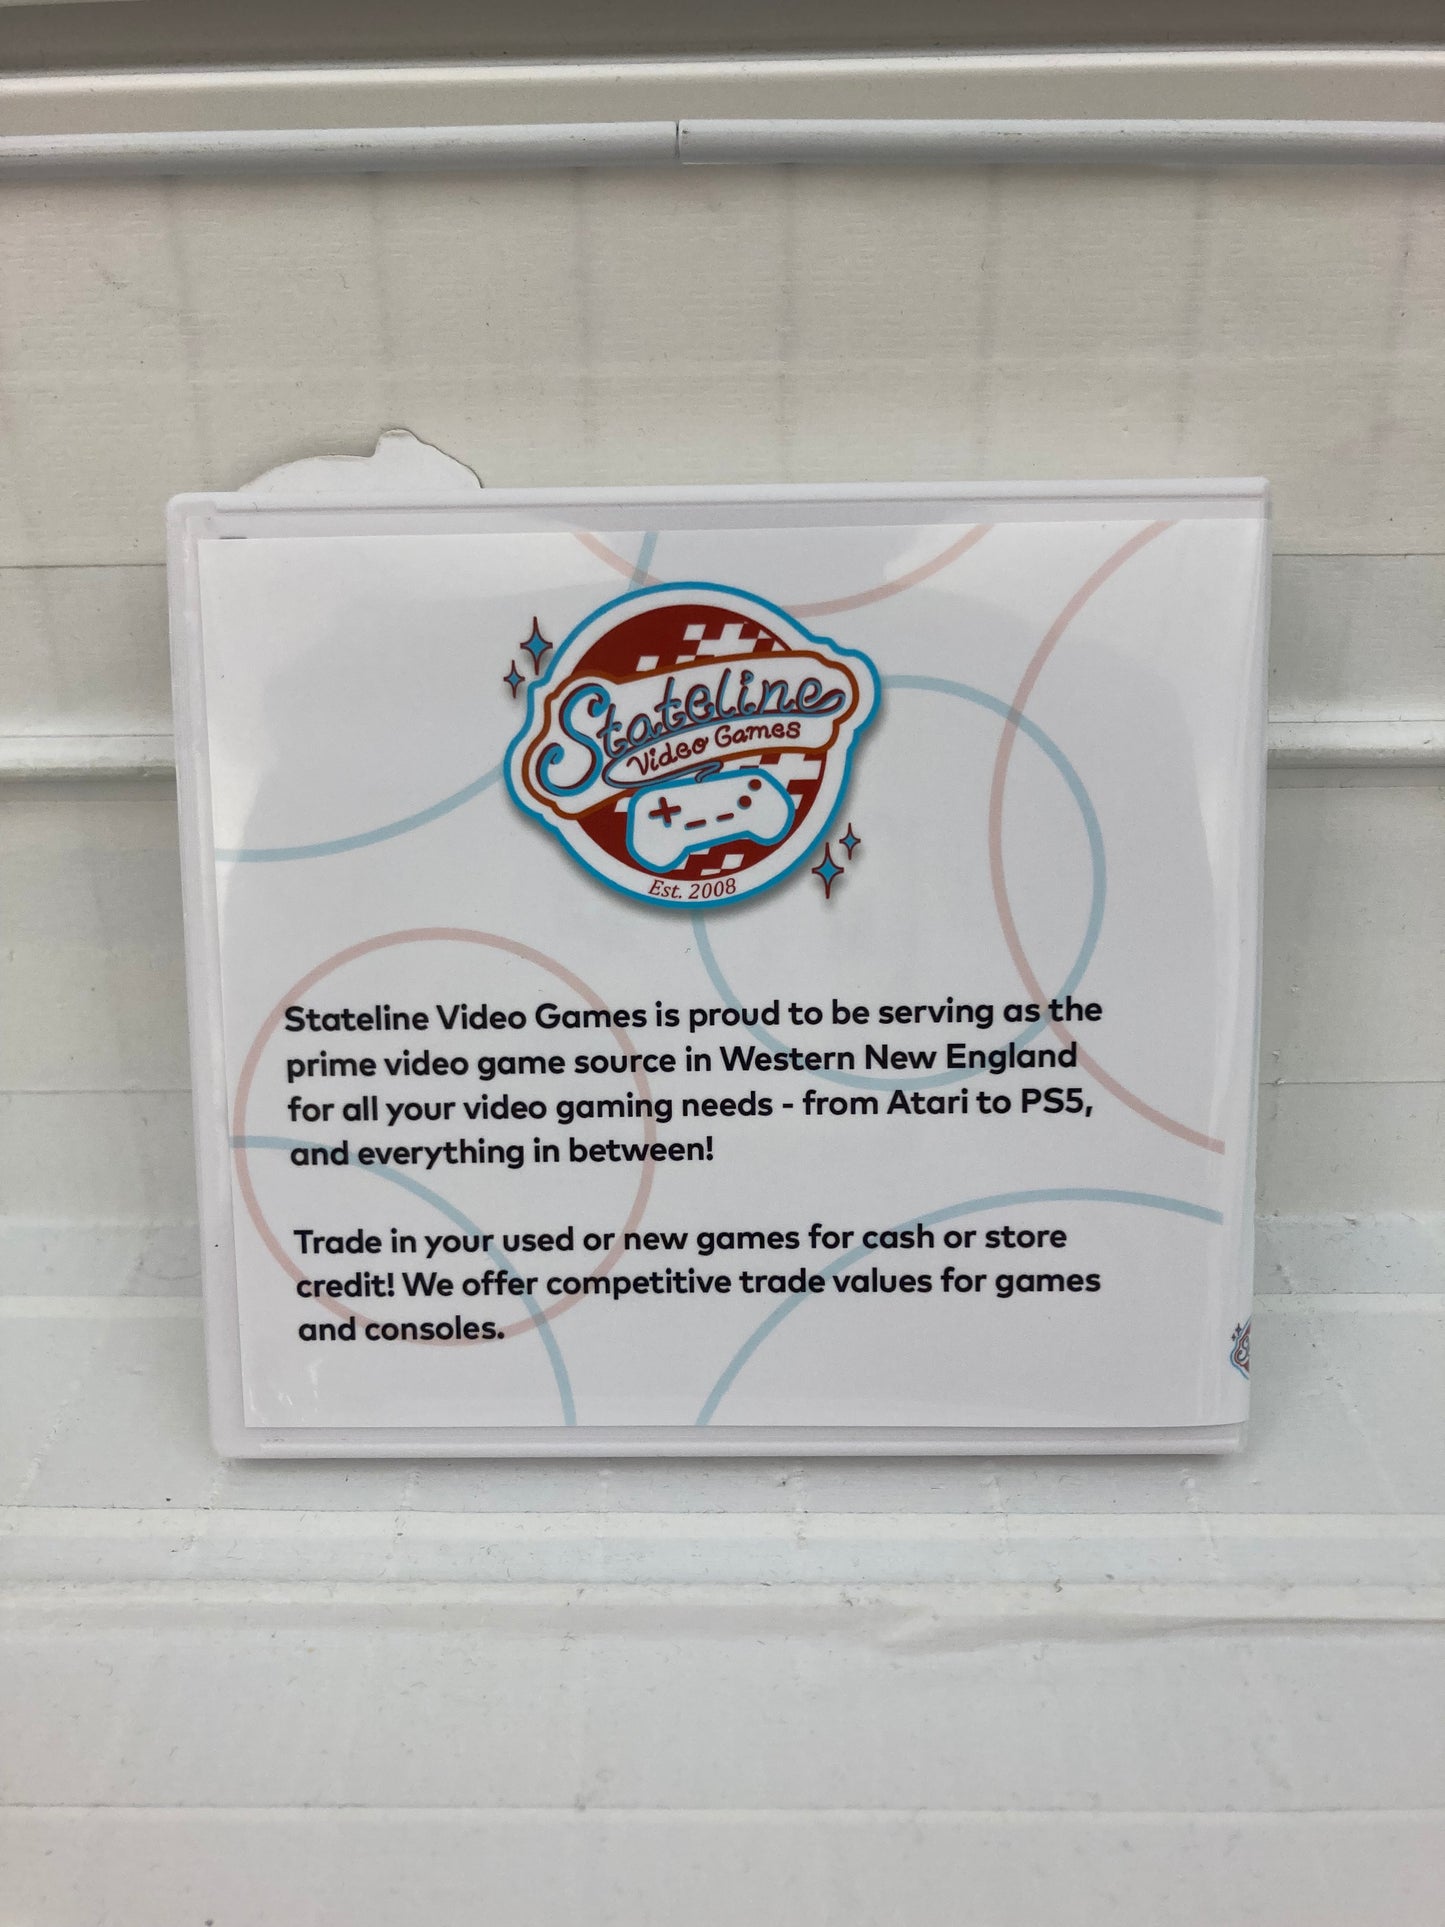 Stateline
Video Games
Est. 2008
Stateline Video Games is proud to be serving as the
prime video game source in Western New England
for all your video gaming needs - from Atari to PS5,
and everything in between!
Trade in your used or new games for cash or store
credit! We offer competitive trade values for games
and consoles.